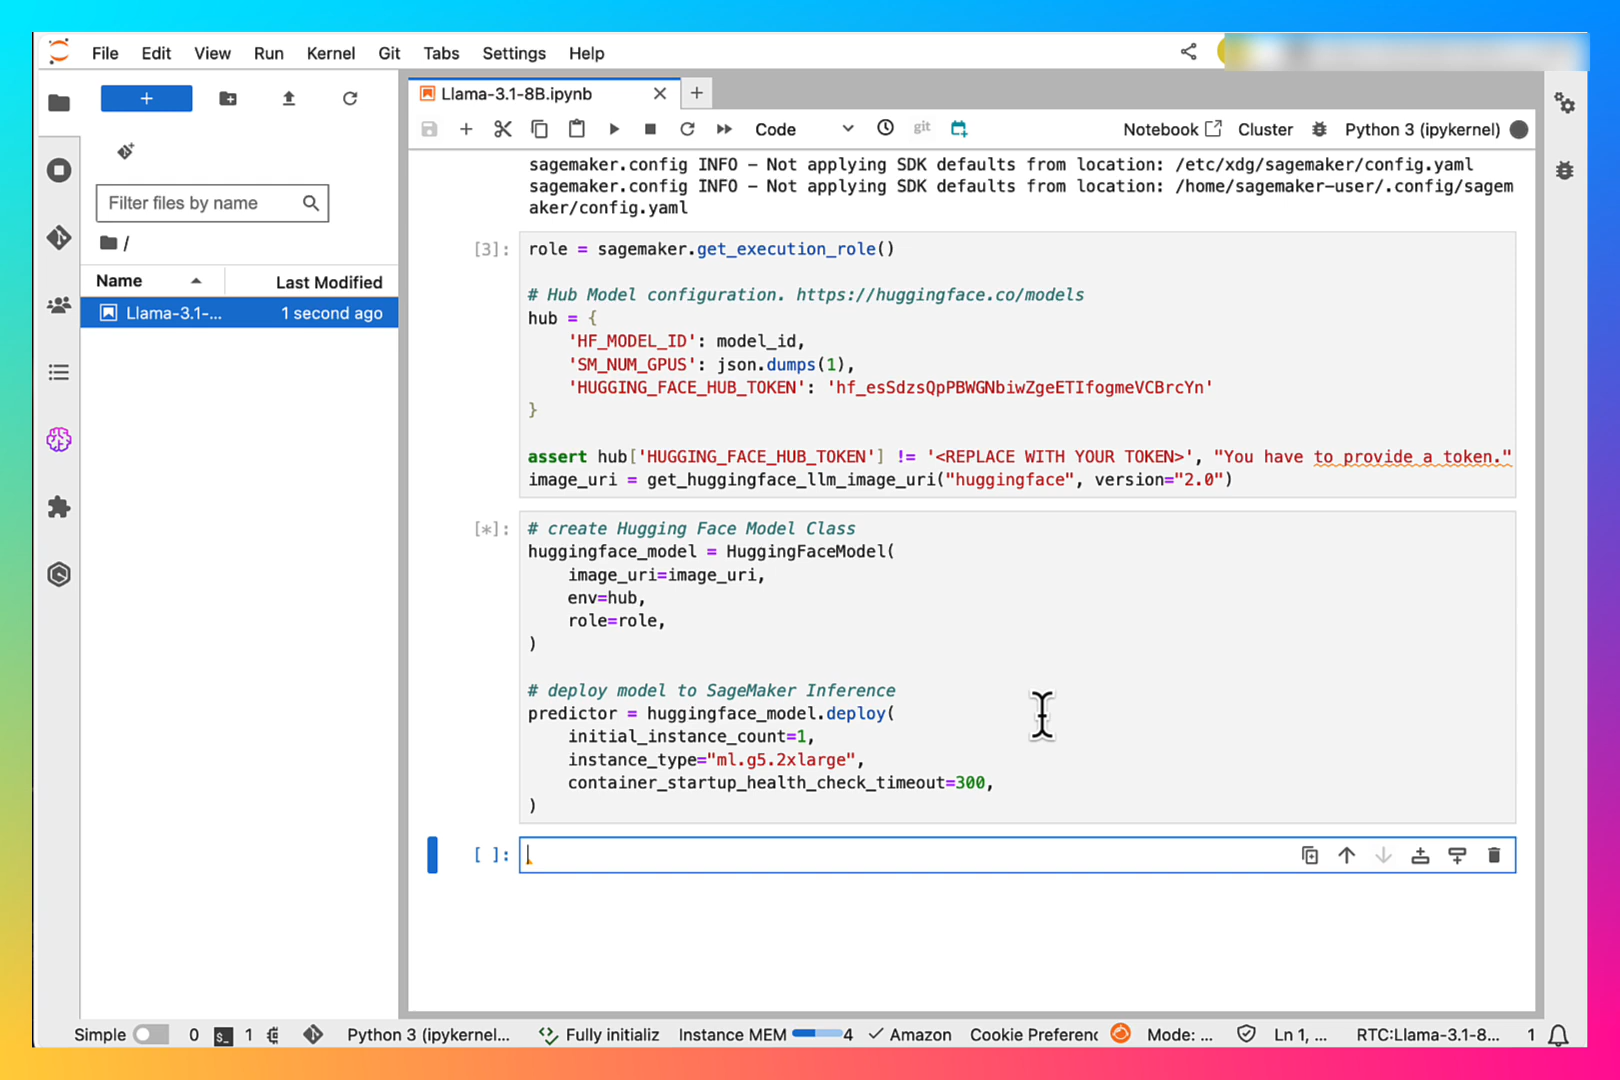 File Edit View Run Kernel Git Tabs Settings Help
Llama-3.1-8B.ipynb
Code
git
Notebook Cluster Python 3 (ipykernel)
Filter files by name
/
Name Last Modified
Llama-3.1-... 1 second ago
sagemaker.config INFO - Not applying SDK defaults from location: /etc/xdg/sagemaker/config.yaml
sagemaker.config INFO - Not applying SDK defaults from location: /home/sagemaker-user/.config/sagem
aker/config.yaml
[3]: role = sagemaker.get_execution_role()
# Hub Model configuration. https://huggingface.co/models
hub = {
'HF_MODEL_ID': model_id,
'SM_NUM_GPUS': json.dumps(1),
'HUGGING_FACE_HUB_TOKEN': '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'
}
assert hub['HUGGING_FACE_HUB_TOKEN'] != '<REPLACE WITH YOUR TOKEN>', "You have to provide a token."
image_uri = get_huggingface_llm_image_uri("huggingface", version="2.0")
[*]: # create Hugging Face Model Class
huggingface_model = HuggingFaceModel(
image_uri=image_uri,
env=hub,
role=role,
)
# deploy model to SageMaker Inference
predictor = huggingface_model.deploy(
initial_instance_count=1,
instance_type="ml.g5.2xlarge",
container_startup_health_check_timeout=300,
)
[ ]:
Simple 0 1 Python 3 (ipykernel... Fully initializ Instance MEM 4 Amazon Cookie Preferenc Mode: ... Ln 1, ... RTC:Llama-3.1-8... 1